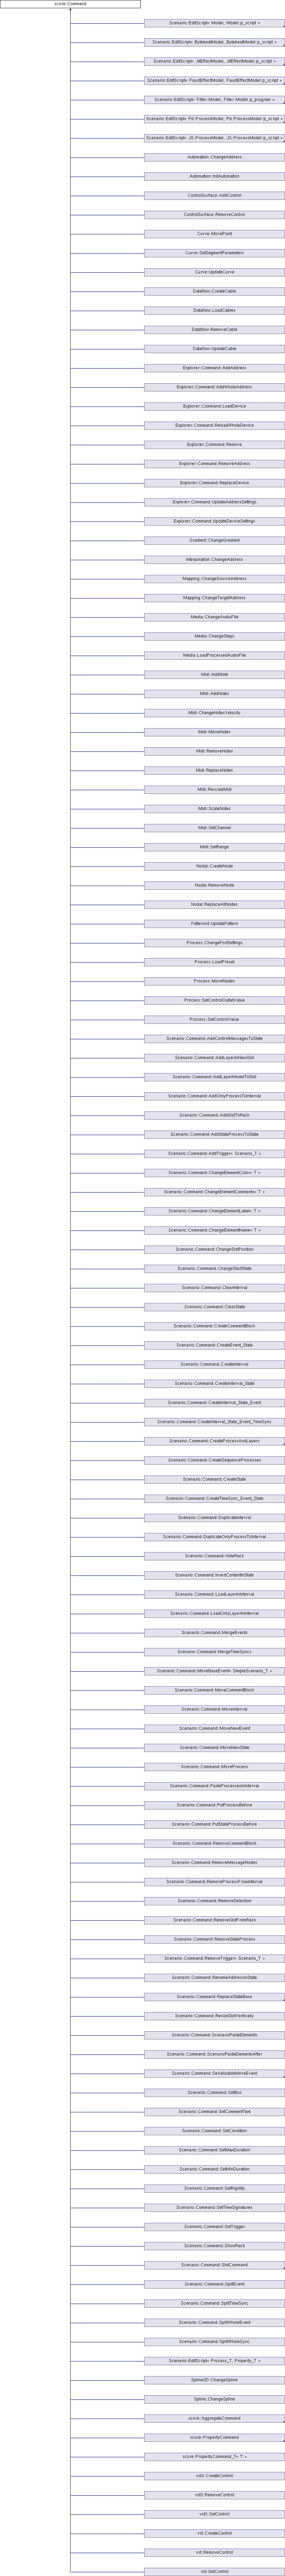 score::Command
Scenario::EditScript< Model, Model::p_script >
Scenario::EditScript< BytebeatModel, BytebeatModel::p_script >
Scenario::EditScript< JitEffectModel, JitEffectModel::p_script >
Scenario::EditScript< FaustEffectModel, FaustEffectModel::p_script >
Scenario::EditScript< Filter::Model, Filter::Model::p_program >
Scenario::EditScript< Pd::ProcessModel, Pd::ProcessModel::p_script >
Scenario::EditScript< JS::ProcessModel, JS::ProcessModel::p_script >
Automation::ChangeAddress
Automation::InitAutomation
ControlSurface::AddControl
ControlSurface::RemoveControl
Curve::MovePoint
Curve::SetSegmentParameters
Curve::UpdateCurve
Dataflow::CreateCable
Dataflow::LoadCables
Dataflow::RemoveCable
Dataflow::UpdateCable
Explorer::Command::AddAddress
Explorer::Command::AddWholeAddress
Explorer::Command::LoadDevice
Explorer::Command::ReloadWholeDevice
Explorer::Command::Remove
Explorer::Command::RemoveAddress
Explorer::Command::ReplaceDevice
Explorer::Command::UpdateAddressSettings
Explorer::Command::UpdateDeviceSettings
Gradient::ChangeGradient
Interpolation::ChangeAddress
Mapping::ChangeSourceAddress
Mapping::ChangeTargetAddress
Media::ChangeAudioFile
Media::ChangeSteps
Media::LoadProcessedAudioFile
Midi::AddNote
Midi::AddNotes
Midi::ChangeNotesVelocity
Midi::MoveNotes
Midi::RemoveNotes
Midi::ReplaceNotes
Midi::RescaleMidi
Midi::ScaleNotes
Midi::SetChannel
Midi::SetRange
Nodal::CreateNode
Nodal::RemoveNode
Nodal::ReplaceAllNodes
Patternist::UpdatePattern
Process::ChangePortSettings
Process::LoadPreset
Process::MoveNodes
Process::SetControlOutletValue
Process::SetControlValue
Scenario::Command::AddControlMessagesToState
Scenario::Command::AddLayerInNewSlot
Scenario::Command::AddLayerModelToSlot
Scenario::Command::AddOnlyProcessToInterval
Scenario::Command::AddSlotToRack
Scenario::Command::AddStateProcessToState
Scenario::Command::AddTrigger< Scenario_T >
Scenario::Command::ChangeElementColor< T >
Scenario::Command::ChangeElementComments< T >
Scenario::Command::ChangeElementLabel< T >
Scenario::Command::ChangeElementName< T >
Scenario::Command::ChangeSlotPosition
Scenario::Command::ChangeStartState
Scenario::Command::ClearInterval
Scenario::Command::ClearState
Scenario::Command::CreateCommentBlock
Scenario::Command::CreateEvent_State
Scenario::Command::CreateInterval
Scenario::Command::CreateInterval_State
Scenario::Command::CreateInterval_State_Event
Scenario::Command::CreateInterval_State_Event_TimeSync
Scenario::Command::CreateProcessAndLayers
Scenario::Command::CreateSequenceProcesses
Scenario::Command::CreateState
Scenario::Command::CreateTimeSync_Event_State
Scenario::Command::DuplicateInterval
Scenario::Command::DuplicateOnlyProcessToInterval
Scenario::Command::HideRack
Scenario::Command::InsertContentInState
Scenario::Command::LoadLayerInInterval
Scenario::Command::LoadOnlyLayerInInterval
Scenario::Command::MergeEvents
Scenario::Command::MergeTimeSyncs
Scenario::Command::MoveBaseEvent< SimpleScenario_T >
Scenario::Command::MoveCommentBlock
Scenario::Command::MoveInterval
Scenario::Command::MoveNewEvent
Scenario::Command::MoveNewState
Scenario::Command::MoveProcess
Scenario::Command::PasteProcessesInInterval
Scenario::Command::PutProcessBefore
Scenario::Command::PutStateProcessBefore
Scenario::Command::RemoveCommentBlock
Scenario::Command::RemoveMessageNodes
Scenario::Command::RemoveProcessFromInterval
Scenario::Command::RemoveSelection
Scenario::Command::RemoveSlotFromRack
Scenario::Command::RemoveStateProcess
Scenario::Command::RemoveTrigger< Scenario_T >
Scenario::Command::RenameAddressInState
Scenario::Command::ReplaceStateBase
Scenario::Command::ResizeSlotVertically
Scenario::Command::ScenarioPasteElements
Scenario::Command::ScenarioPasteElementsAfter
Scenario::Command::SerializableMoveEvent
Scenario::Command::SetBus
Scenario::Command::SetCommentText
Scenario::Command::SetCondition
Scenario::Command::SetMaxDuration
Scenario::Command::SetMinDuration
Scenario::Command::SetRigidity
Scenario::Command::SetTimeSignatures
Scenario::Command::SetTrigger
Scenario::Command::ShowRack
Scenario::Command::SlotCommand
Scenario::Command::SplitEvent
Scenario::Command::SplitTimeSync
Scenario::Command::SplitWholeEvent
Scenario::Command::SplitWholeSync
Scenario::EditScript< Process_T, Property_T >
Spline3D::ChangeSpline
Spline::ChangeSpline
score::AggregateCommand
score::PropertyCommand
score::PropertyCommand_T< T >
vst3::CreateControl
vst3::RemoveControl
vst3::SetControl
vst::CreateControl
vst::RemoveControl
vst::SetControl